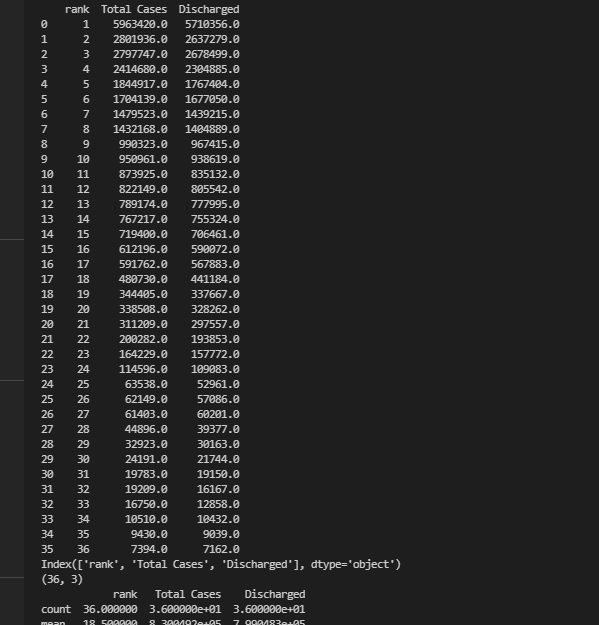 rank Total Cases Discharged
0 1 5963420.0 5710356.0
1 2 2801936.0 2637279.0
2 3 2797747.0 2678499.0
3 4 2414680.0 2304885.0
4 5 1844917.0 1767404.0
5 6 1704139.0 1677050.0
6 7 1479523.0 1439215.0
7 8 1432168.0 1404889.0
8 9 990323.0 967415.0
9 10 950961.0 938619.0
10 11 873925.0 835132.0
11 12 822149.0 805542.0
12 13 789174.0 777995.0
13 14 767217.0 755324.0
14 15 719400.0 706461.0
15 16 612196.0 590072.0
16 17 591762.0 567883.0
17 18 480730.0 441184.0
18 19 344405.0 337667.0
19 20 338508.0 328262.0
20 21 311209.0 297557.0
21 22 200282.0 193853.0
22 23 164229.0 157772.0
23 24 114596.0 109083.0
24 25 63538.0 52961.0
25 26 62149.0 57086.0
26 27 61403.0 60201.0
27 28 44896.0 39377.0
28 29 32923.0 30163.0
29 30 24191.0 21744.0
30 31 19783.0 19150.0
31 32 19209.0 16167.0
32 33 16750.0 12858.0
33 34 10510.0 10432.0
34 35 9430.0 9039.0
35 36 7394.0 7162.0
Index(['rank', 'Total Cases', 'Discharged'], dtype='object')
(36, 3)
rank Total Cases Discharged
count 36.000000 3.600000e+01 3.600000e+01
mean 18.500000 8.300492e+05 7.990483e+05